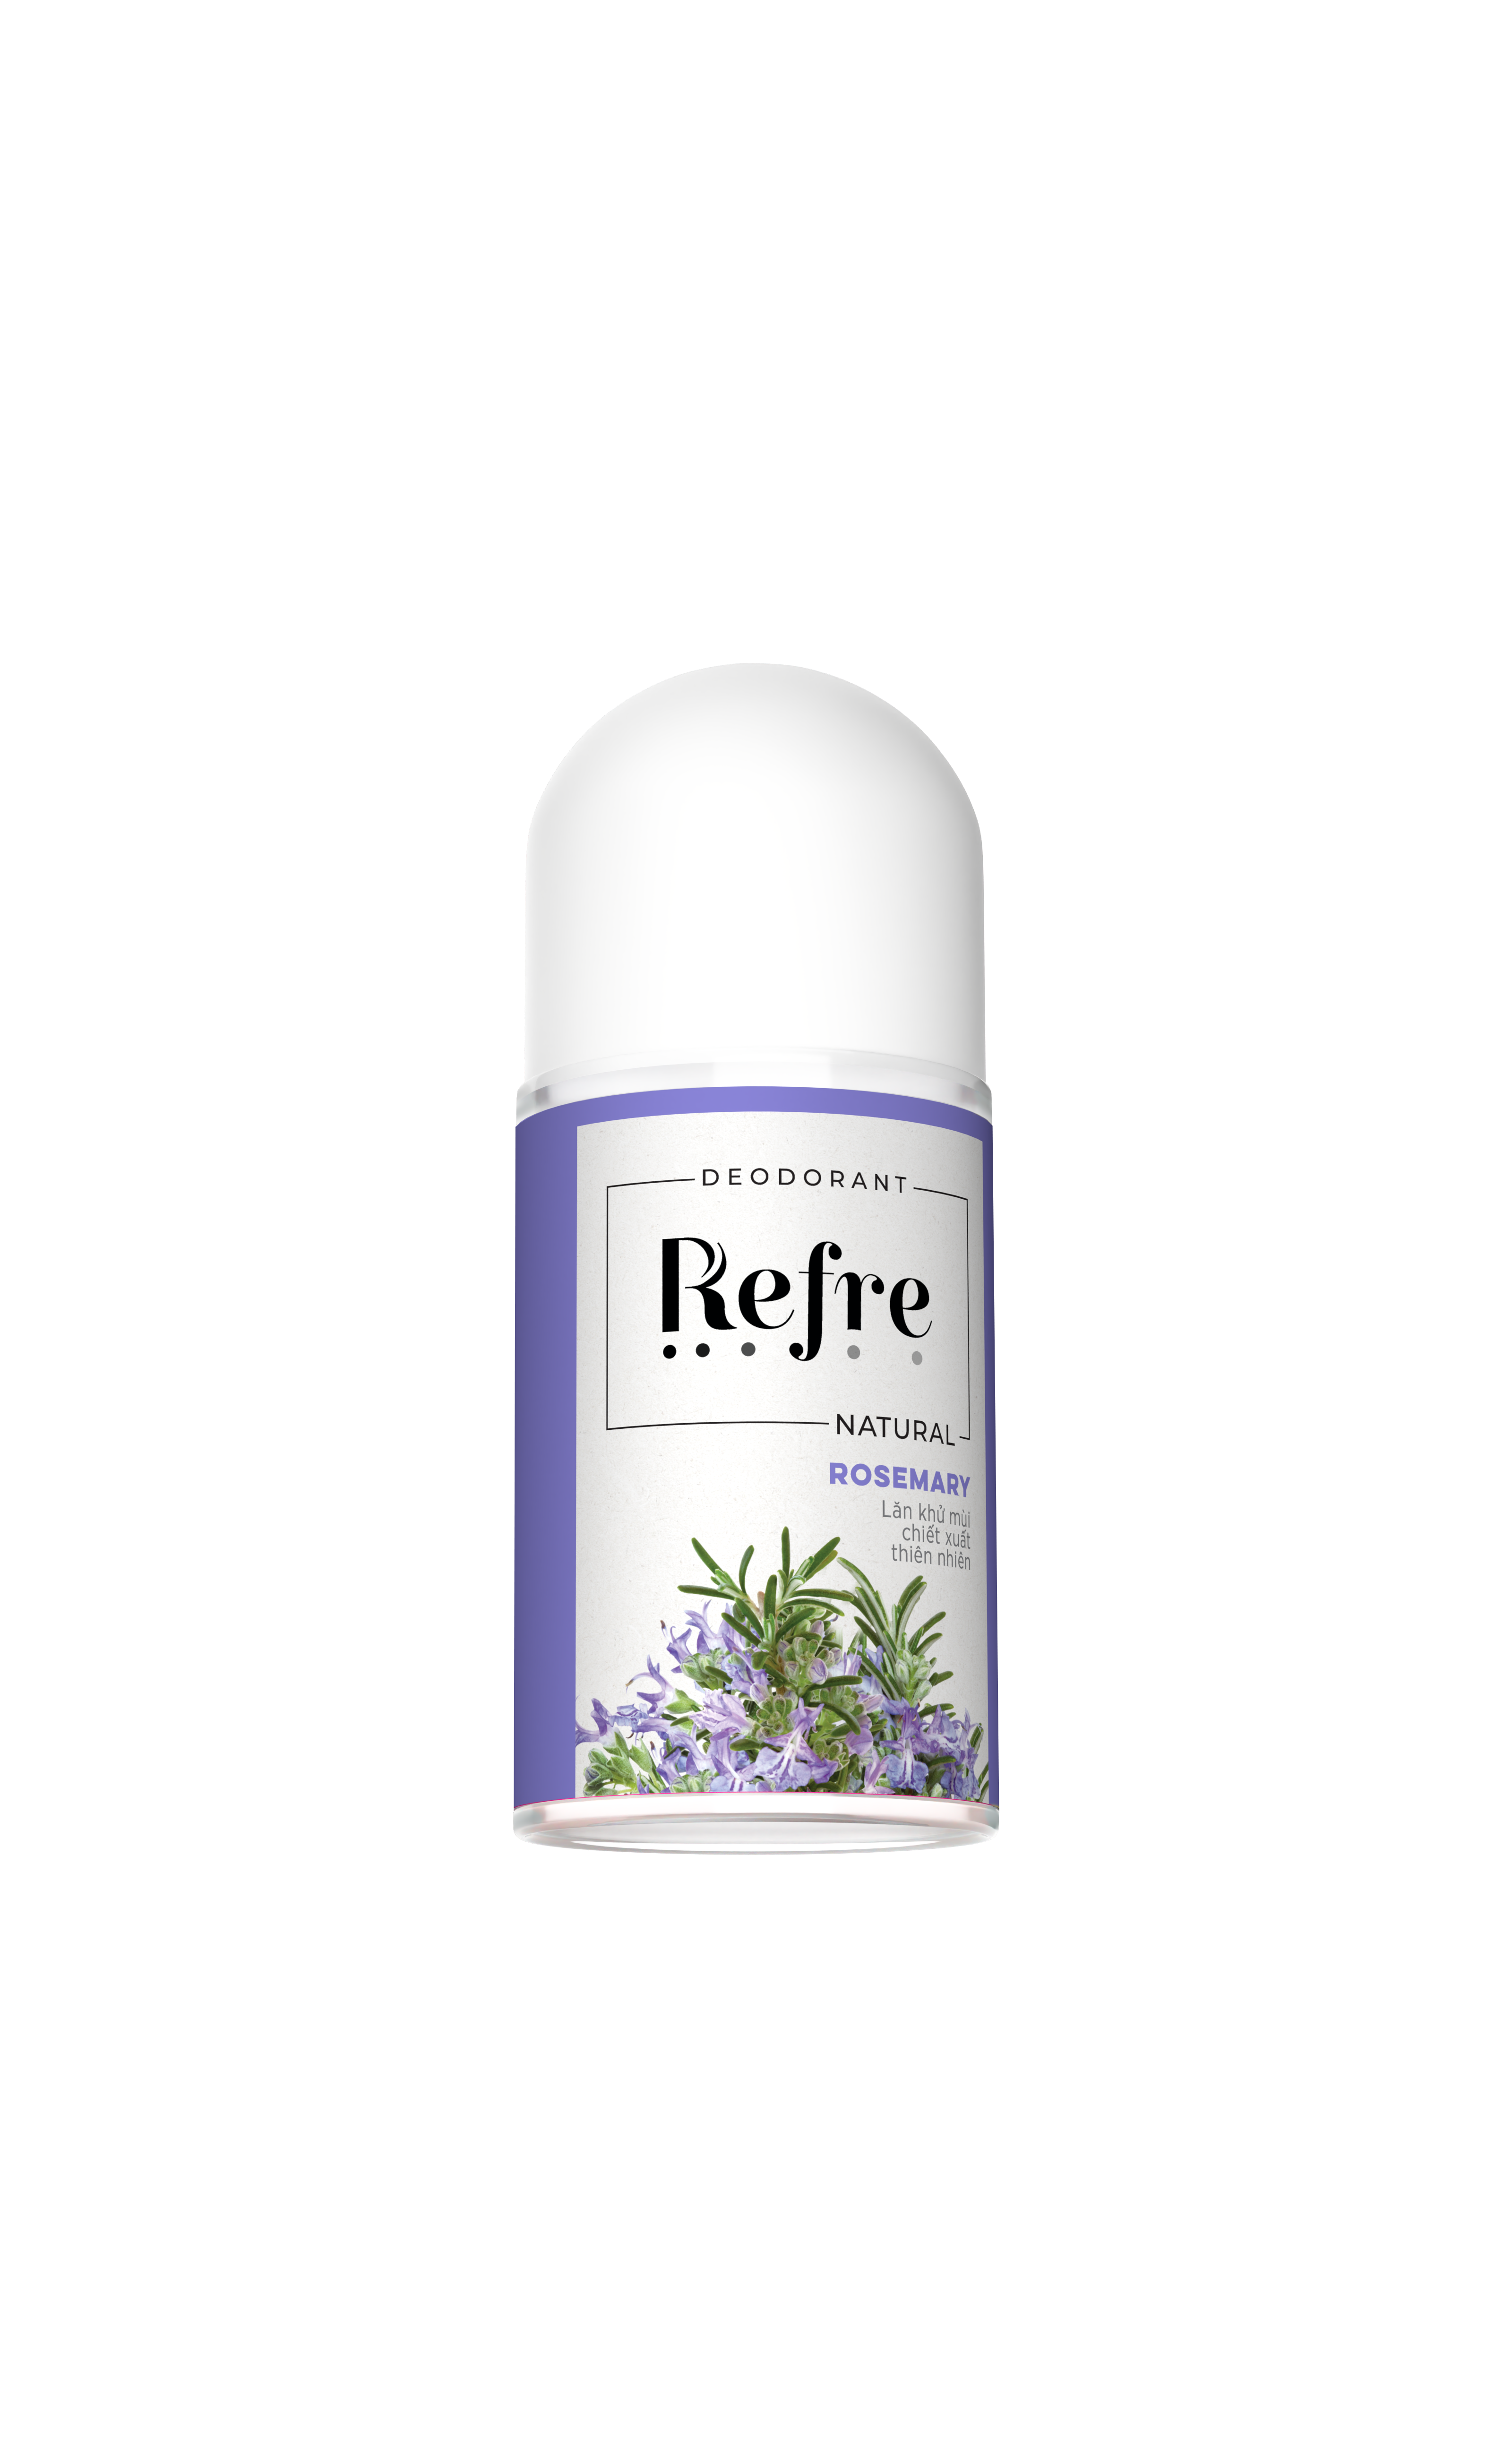 DEODORANT
Refre
NATURAL
ROSEMARY
Lăn khử mùi
chiết xuất
thiên nhiên